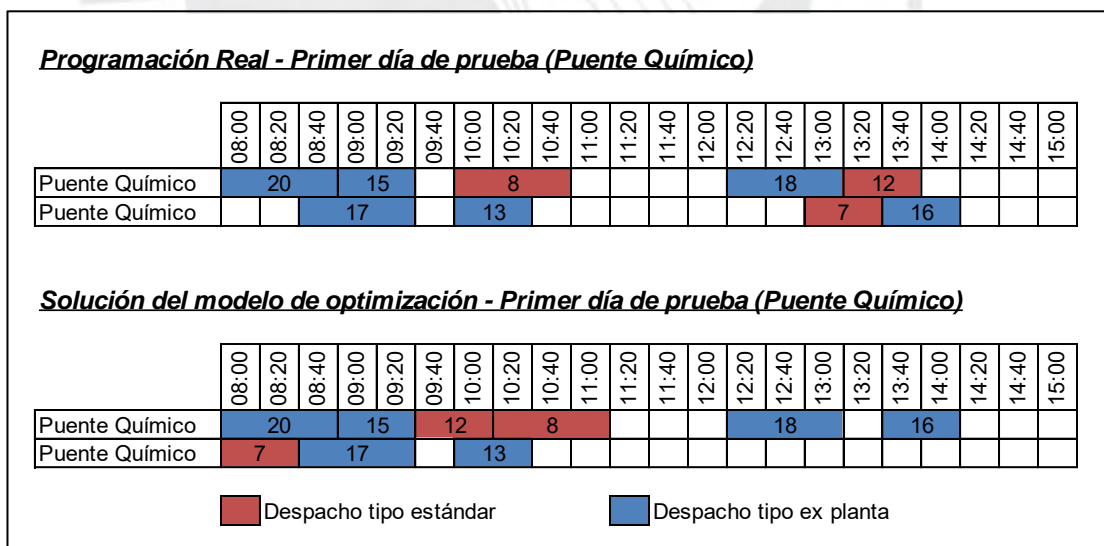 Programación Real - Primer día de prueba (Puente Químico)
08:00 08:20 08:40 09:00 09:20 09:40 10:00 10:20 10:40 11:00 11:20 11:40 12:00 12:20 12:40 13:00 13:20 13:40 14:00 14:20 14:40 15:00
Puente Químico 20 15 8 18 12
Puente Químico 17 13 7 16
Solución del modelo de optimización - Primer día de prueba (Puente Químico)
08:00 08:20 08:40 09:00 09:20 09:40 10:00 10:20 10:40 11:00 11:20 11:40 12:00 12:20 12:40 13:00 13:20 13:40 14:00 14:20 14:40 15:00
Puente Químico 20 15 12 8 18 16
Puente Químico 7 17 13
Despacho tipo estándar Despacho tipo ex planta